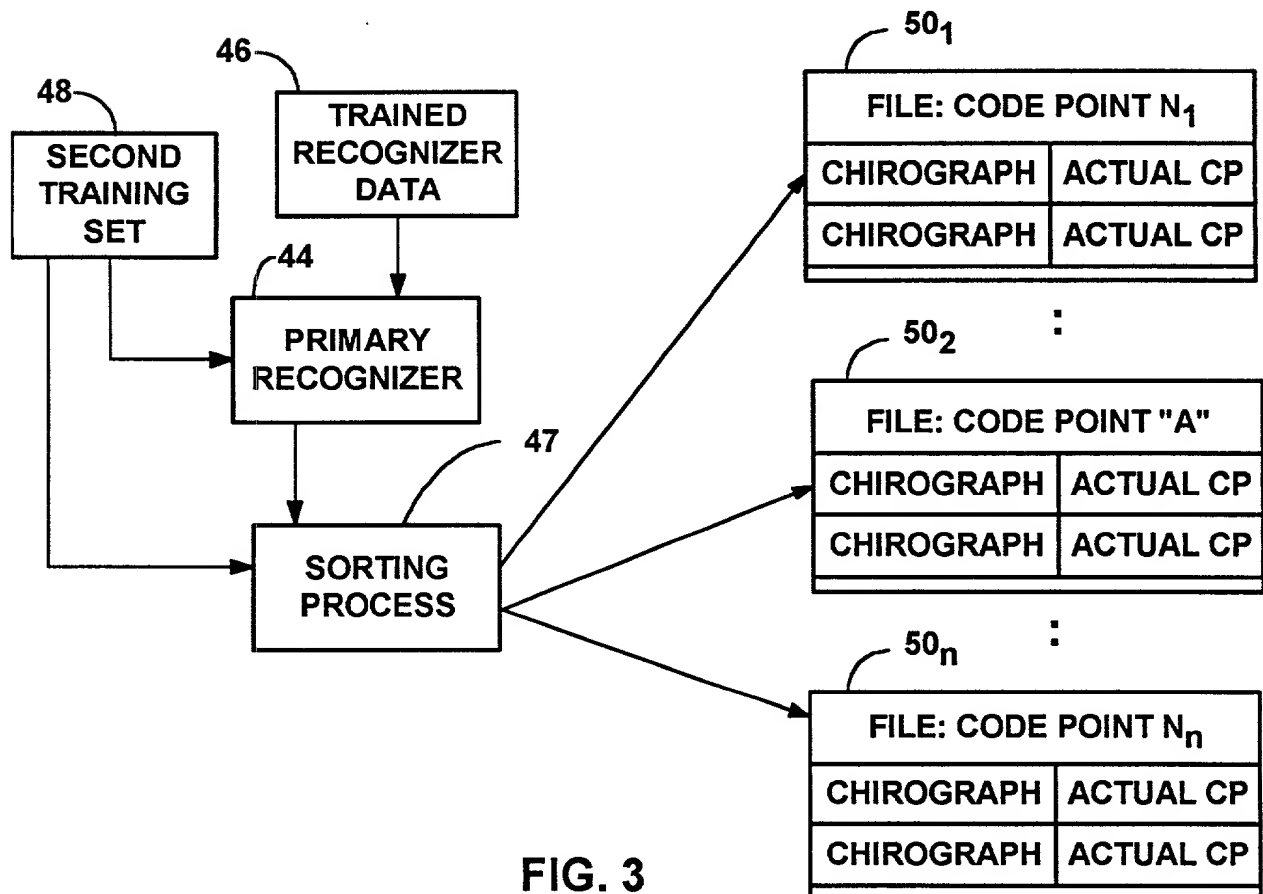 46
48
TRAINED
RECOGNIZER
DATA
SECOND
TRAINING
SET
44
PRIMARY
RECOGNIZER
47
SORTING
PROCESS
50₁
FILE: CODE POINT N₁
CHIROGRAPH ACTUAL CP
CHIROGRAPH ACTUAL CP
:
50₂
FILE: CODE POINT "A"
CHIROGRAPH ACTUAL CP
CHIROGRAPH ACTUAL CP
:
50ₙ
FILE: CODE POINT Nₙ
CHIROGRAPH ACTUAL CP
CHIROGRAPH ACTUAL CP
FIG. 3